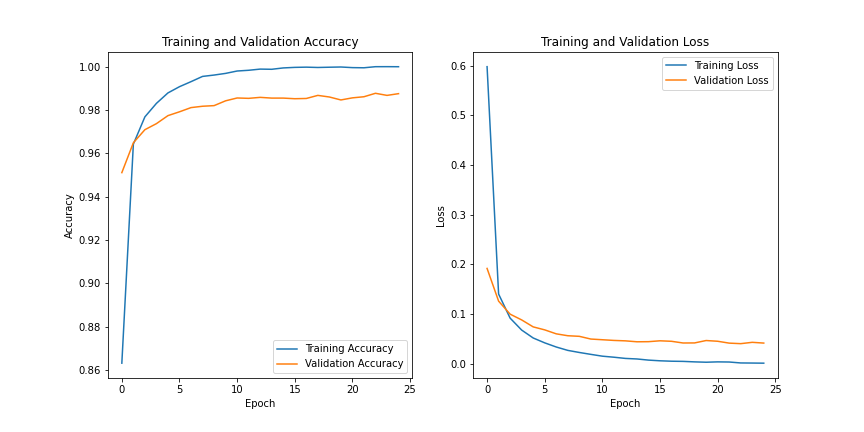 Training and Validation Accuracy
1.00
0.98
0.96
0.94
0.92
0.90
0.88
0.86
Accuracy
0
5
10
15
20
25
Epoch
Training Accuracy
Validation Accuracy
Training and Validation Loss
0.6
0.5
0.4
0.3
0.2
0.1
0.0
Loss
0
5
10
15
20
25
Epoch
Training Loss
Validation Loss